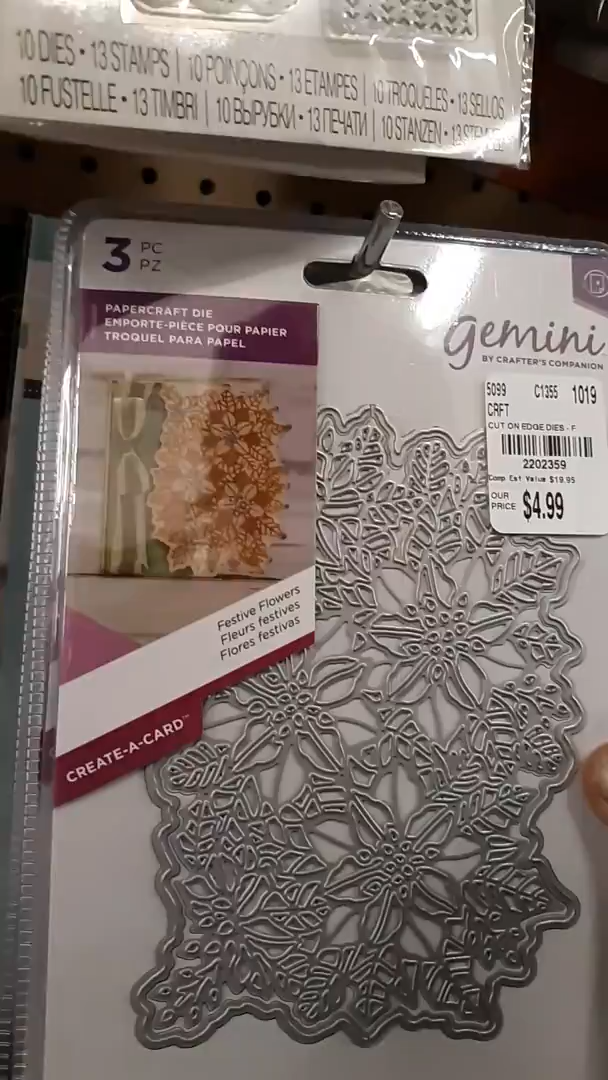 10 DIES • 13 STAMPS | 10 POINÇONS • 13 ETAMPES | 10 TROQUELES • 13 SELLOS
10 FUSTELLE • 13 TIMBRI | 10 ВЫРУБКИ • 13 ПЕЧАТИ | 10 STANZEN • 13
3 PC
PZ
PAPERCRAFT DIE
EMPORTE-PIÈCE POUR PAPIER
TROQUEL PARA PAPEL
gemini
BY CRAFTER'S COMPANION
5099 C1355 1019
CRFT
CUT ON EDGE DIES - F
2202359
Comp Est Value $19.95
OUR
PRICE $4.99
Festive Flowers
Fleurs festives
Flores festivas
CREATE-A-CARD™